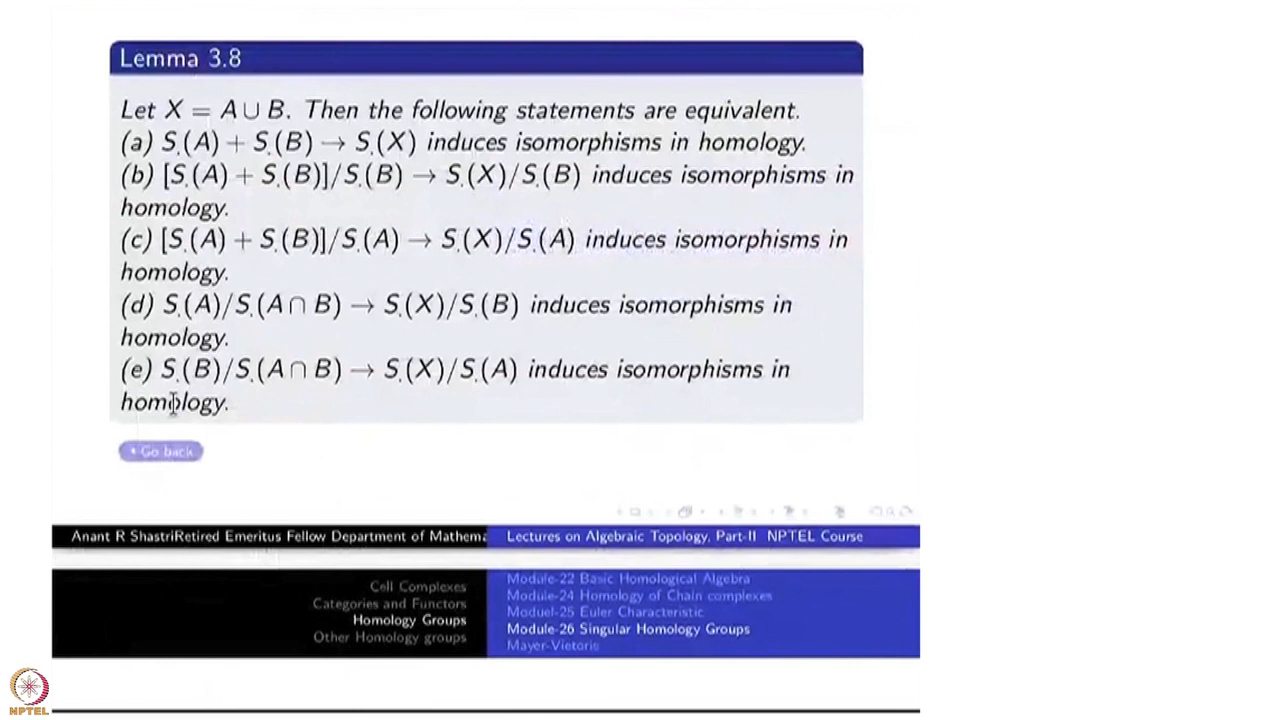 Lemma 3.8
Let X = A ∪ B. Then the following statements are equivalent.
(a) S.(A) + S.(B) → S.(X) induces isomorphisms in homology.
(b) [S.(A) + S.(B)]/S.(B) → S.(X)/S.(B) induces isomorphisms in
homology.
(c) [S.(A) + S.(B)]/S.(A) → S.(X)/S.(A) induces isomorphisms in
homology.
(d) S.(A)/S.(A ∩ B) → S.(X)/S.(B) induces isomorphisms in
homology.
(e) S.(B)/S.(A ∩ B) → S.(X)/S.(A) induces isomorphisms in
homology.
Go back
Anant R ShastriRetired Emeritus Fellow Department of Mathema
Lectures on Algebraic Topology, Part-II NPTEL Course
Cell Complexes
Categories and Functors
Homology Groups
Other Homology groups
Module-22 Basic Homological Algebra
Module-24 Homology of Chain complexes
Moduel-25 Euler Characteristic
Module-26 Singular Homology Groups
Mayer-Vietoris
NPTEL